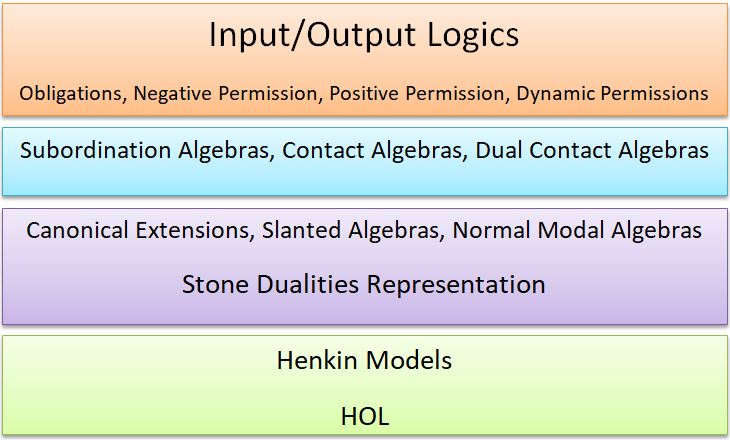 Input/Output Logics
Obligations, Negative Permission, Positive Permission, Dynamic Permissions
Subordination Algebras, Contact Algebras, Dual Contact Algebras
Canonical Extensions, Slanted Algebras, Normal Modal Algebras
Stone Dualities Representation
Henkin Models
HOL